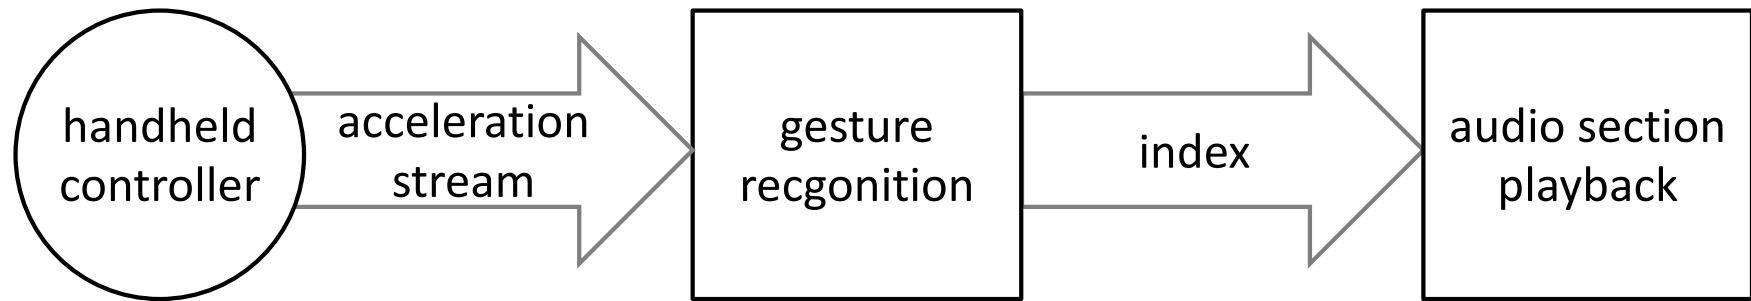 handheld
controller
acceleration
stream
gesture
recgonition
index
audio section
playback